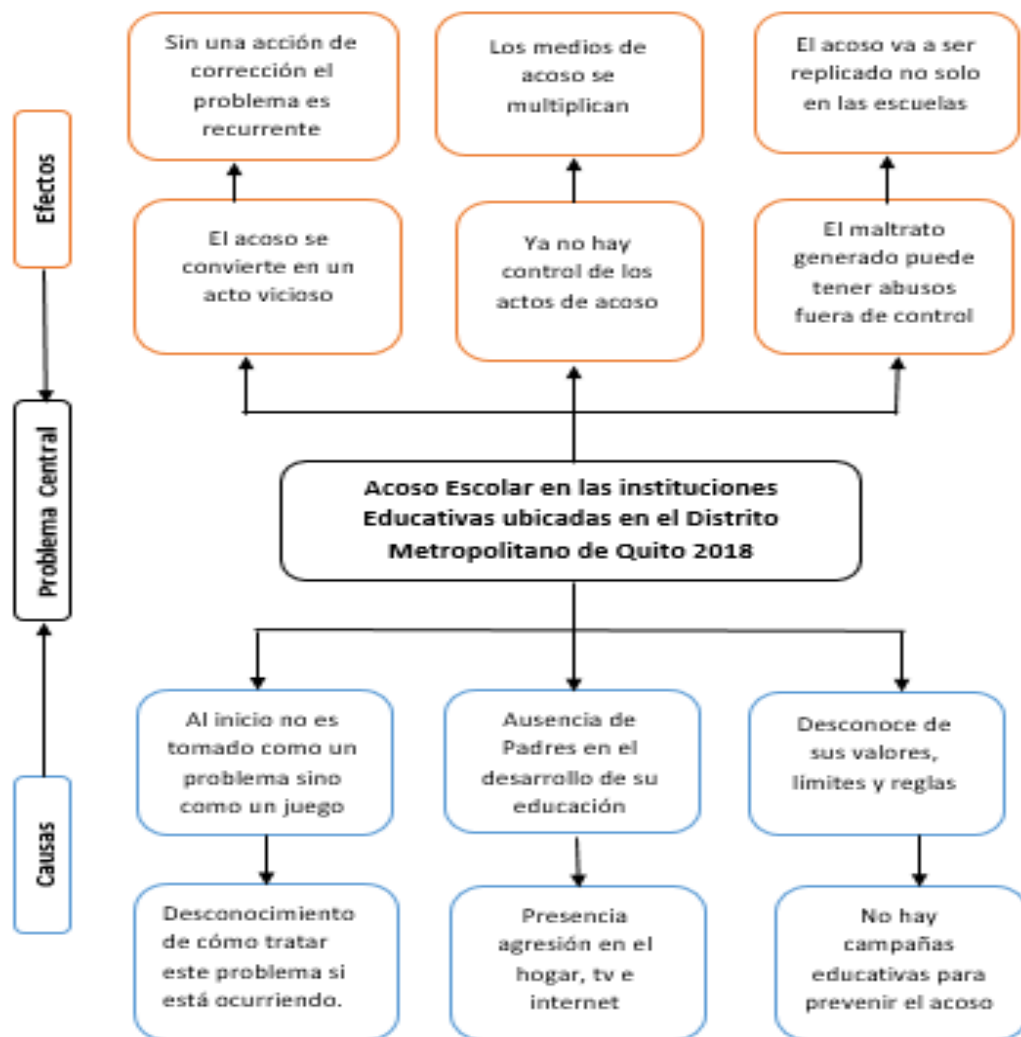 Efectos
Sin una acción de
corrección el
problema es
recurrente
Los medios de
acoso se
multiplican
El acoso va a ser
replicado no solo
en las escuelas
El acoso se
convierte en un
acto vicioso
Ya no hay
control de los
actos de acoso
El maltrato
generado puede
tener abusos
fuera de control
Problema Central
Acoso Escolar en las instituciones
Educativas ubicadas en el Distrito
Metropolitano de Quito 2018
Causas
Al inicio no es
tomado como un
problema sino
como un juego
Ausencia de
Padres en el
desarrollo de su
educación
Desconoce de
sus valores,
límites y reglas
Desconocimiento
de cómo tratar
este problema si
está ocurriendo.
Presencia
agresión en el
hogar, tv e
internet
No hay
campañas
educativas para
prevenir el acoso